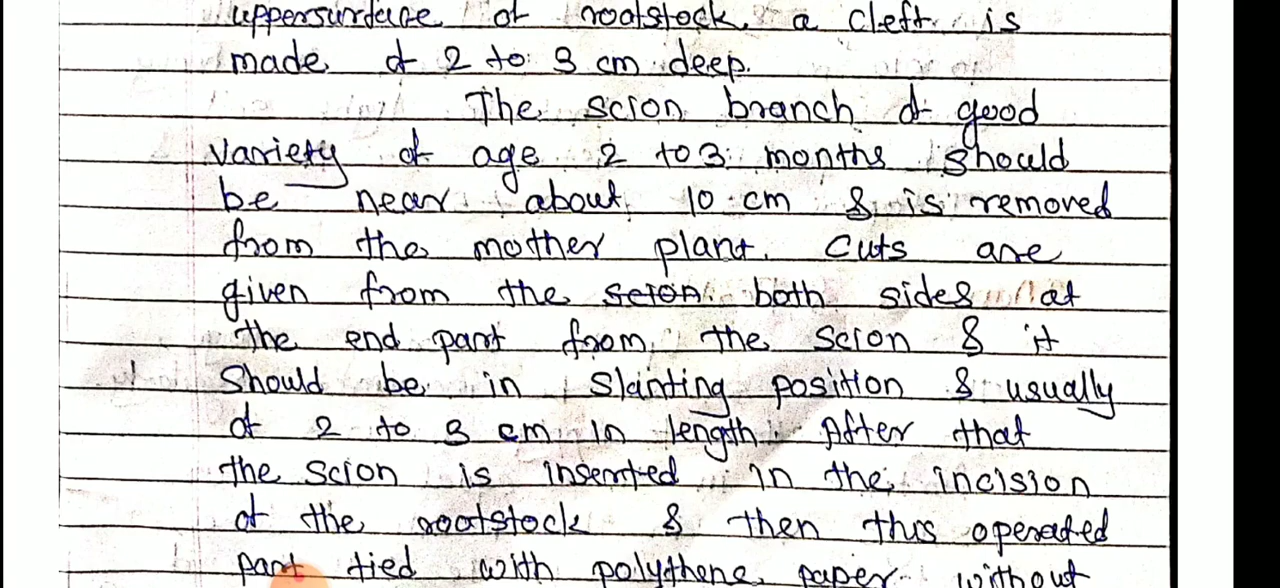 uppersurdace of rootstock a cleft is
made of 2 to 3 cm deep.
The scion branch of good
variety of age 2 to 3 months should
be near about 10 cm & is removed
from the mother plant. Cuts are
given from the scion both sides at
the end part from the scion & it
should be in slanting position & usually
of 2 to 3 cm in length. After that
the scion is inserted in the incision
of the rootstock & then this operated
part tied with polythene paper without